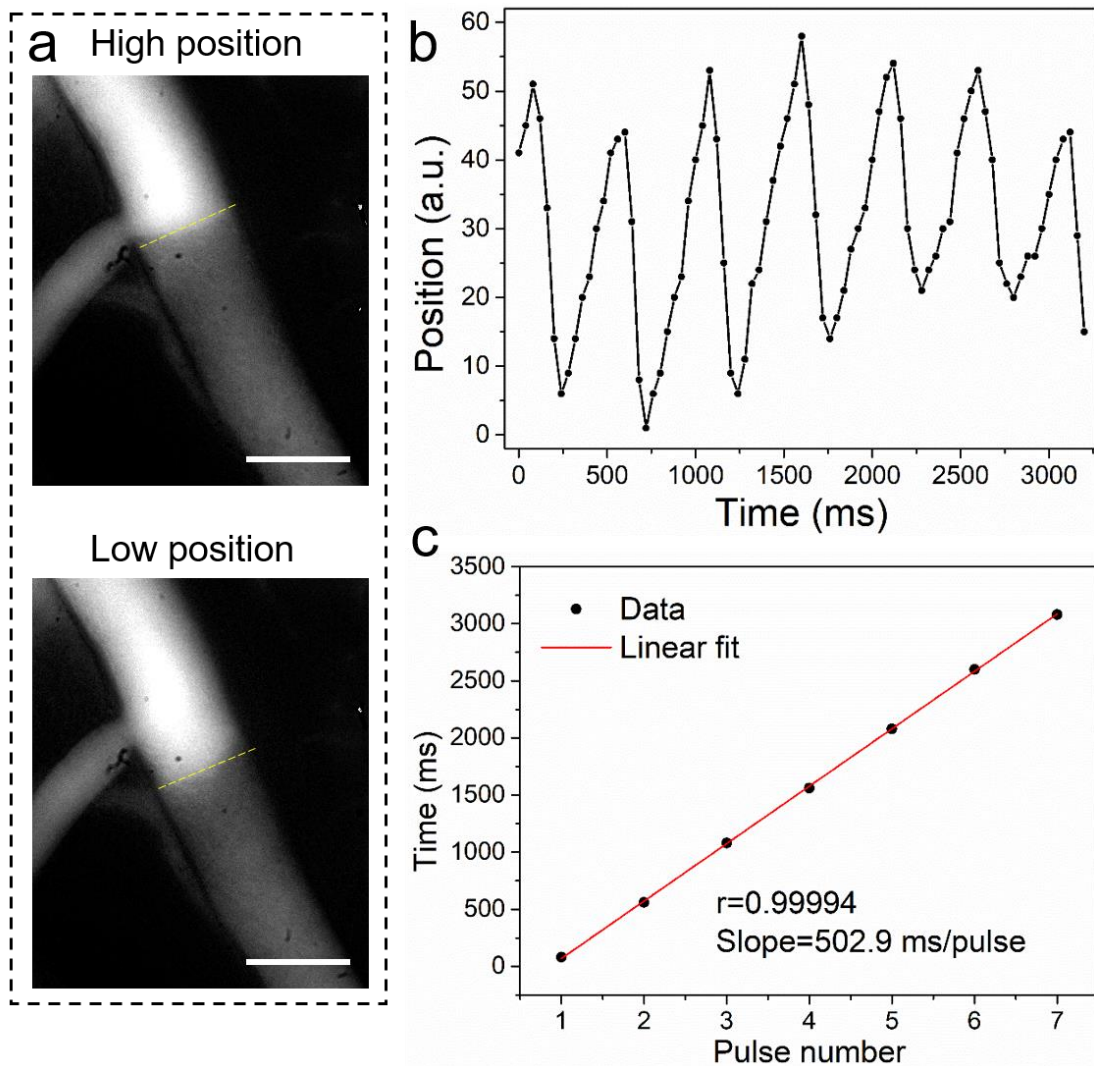 a
High position
Low position
b
60
50
40
30
20
10
0
Position (a.u.)
0 500 1000 1500 2000 2500 3000
Time (ms)
c
3500
3000
2500
2000
1500
1000
500
0
Time (ms)
Data
Linear fit
r=0.99994
Slope=502.9 ms/pulse
1 2 3 4 5 6 7
Pulse number